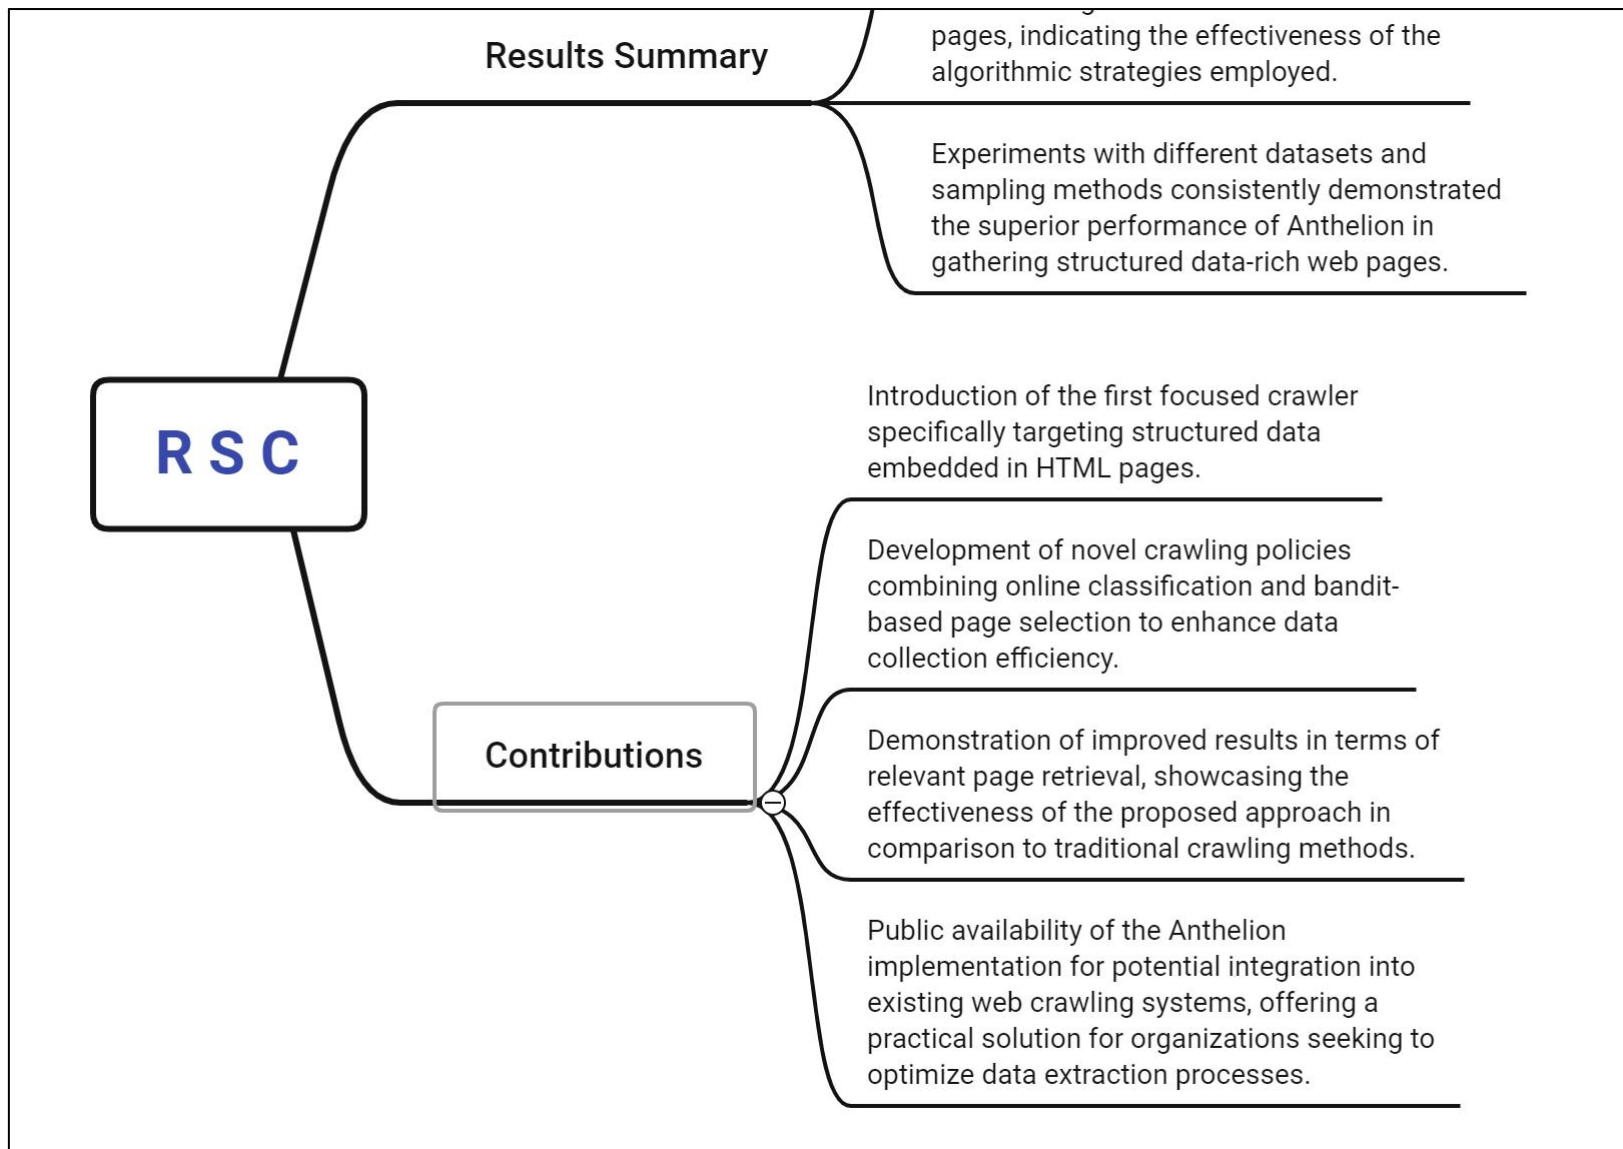 Results Summary
pages, indicating the effectiveness of the
algorithmic strategies employed.
Experiments with different datasets and
sampling methods consistently demonstrated
the superior performance of Anthelion in
gathering structured data-rich web pages.
R S C
Introduction of the first focused crawler
specifically targeting structured data
embedded in HTML pages.
Development of novel crawling policies
combining online classification and bandit-
based page selection to enhance data
collection efficiency.
Contributions
Demonstration of improved results in terms of
relevant page retrieval, showcasing the
effectiveness of the proposed approach in
comparison to traditional crawling methods.
Public availability of the Anthelion
implementation for potential integration into
existing web crawling systems, offering a
practical solution for organizations seeking to
optimize data extraction processes.